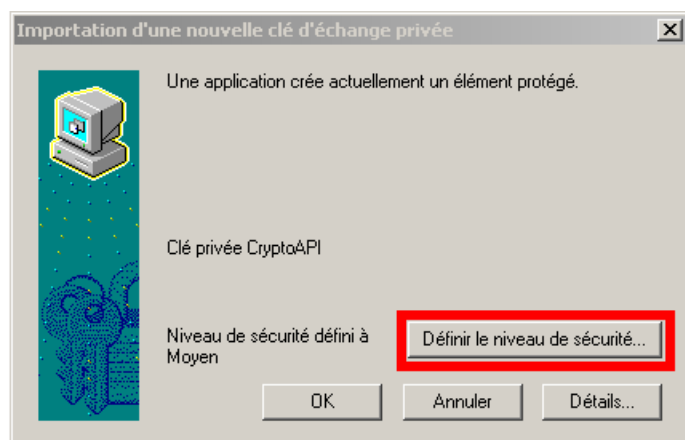 Importation d'une nouvelle clé d'échange privée
Une application crée actuellement un élément protégé.
Clé privée CryptoAPI
Niveau de sécurité défini à
Moyen
Définir le niveau de sécurité...
OK
Annuler
Détails...